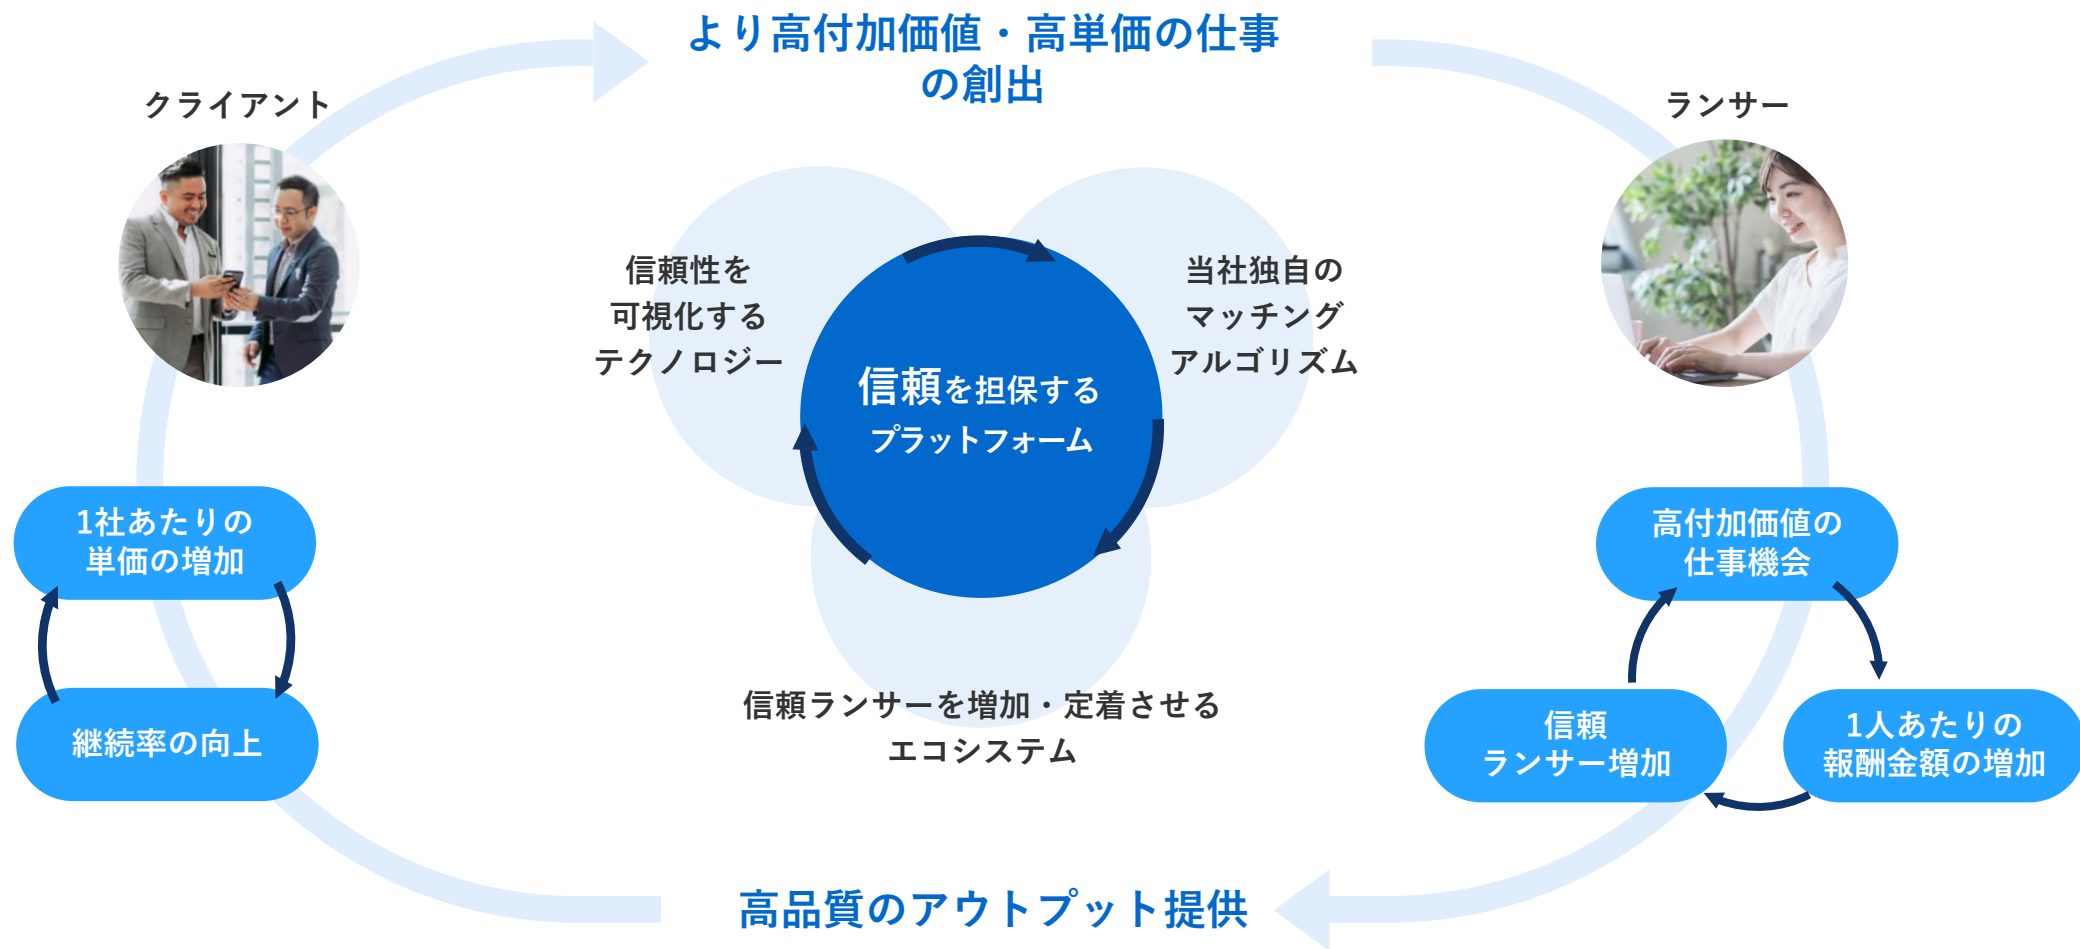 より高付加価値・高単価の仕事
の創出
クライアント
ランサー
信頼性を
可視化する
テクノロジー
当社独自の
マッチング
アルゴリズム
信頼を担保する
プラットフォーム
信頼ランサーを増加・定着させる
エコシステム
1社あたりの
単価の増加
継続率の向上
高付加価値の
仕事機会
信頼
ランサー増加
1人あたりの
報酬金額の増加
高品質のアウトプット提供